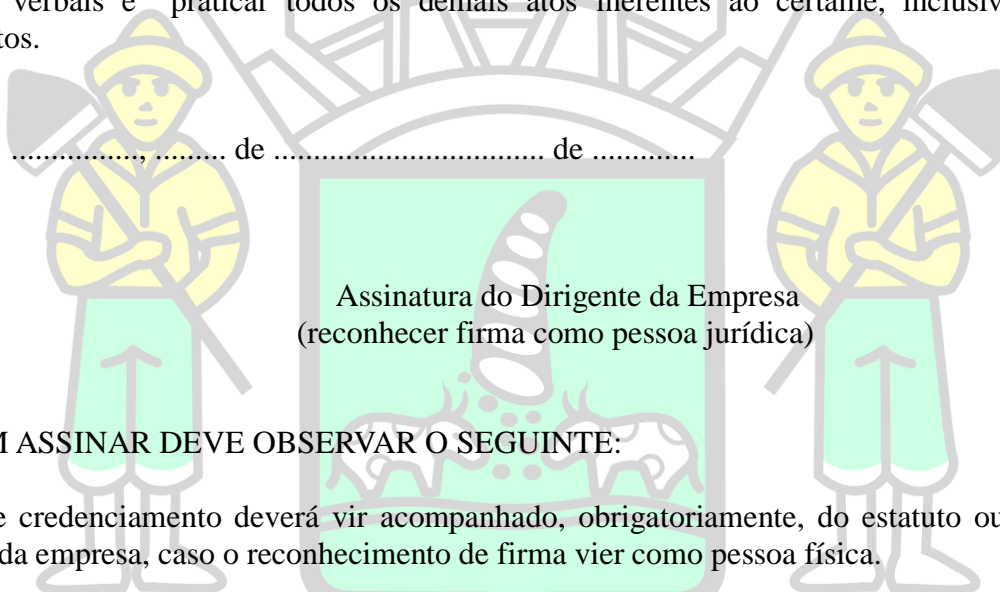 verbais e praticar todos os demais atos inerentes ao certame,
tos.
................, ......... de .................................. de .............
Assinatura do Dirigente da Empresa
(reconhecer firma como pessoa jurídica)
M ASSINAR DEVE OBSERVAR O SEGUINTE:
e credenciamento deverá vir acompanhado, obrigatoriamente, do estatuto ou
da empresa, caso o reconhecimento de firma vier como pessoa física.